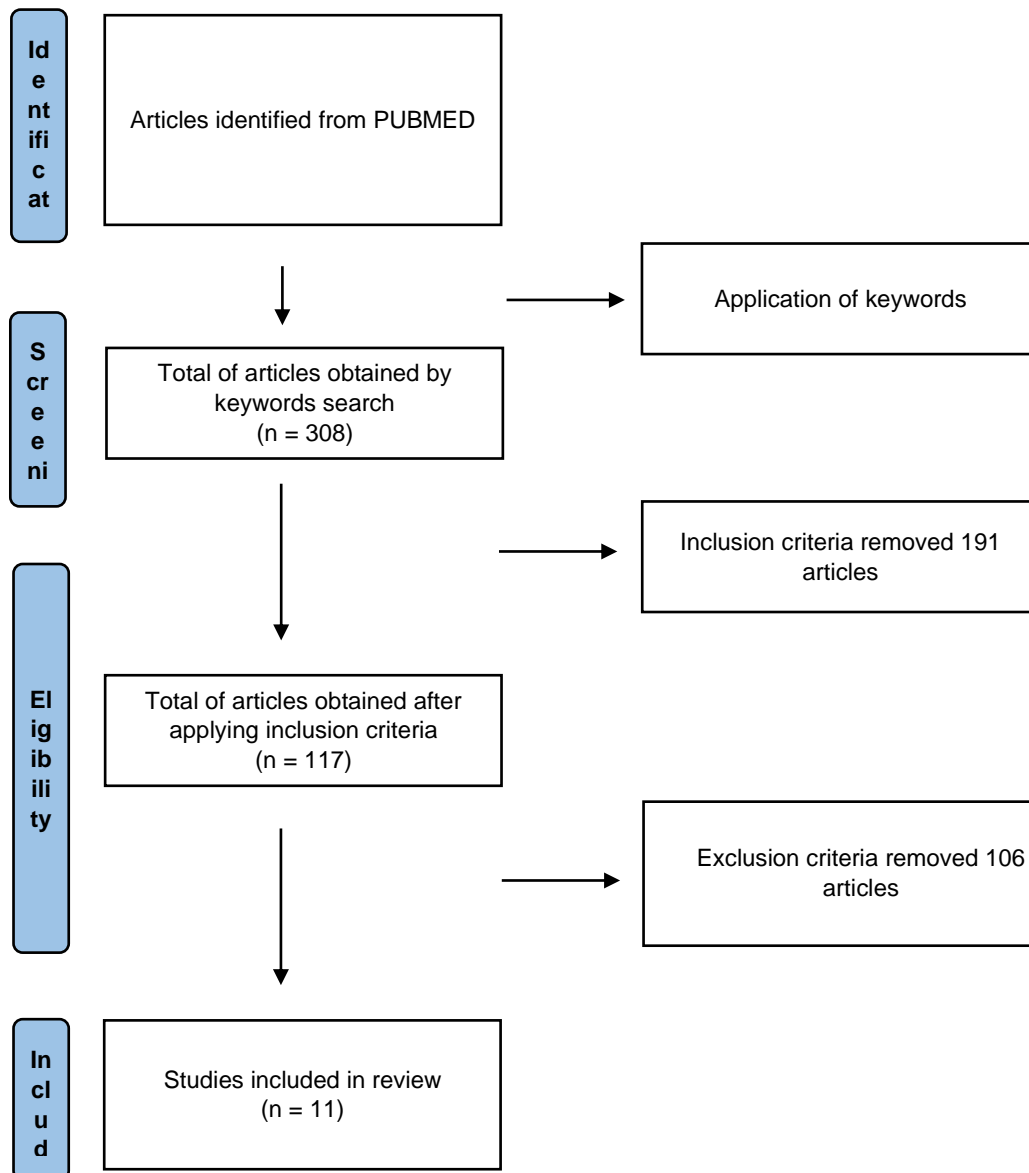 Id
e
nt
ifi
c
at
Articles identified from PUBMED
Application of keywords
S
cr
e
e
ni
Total of articles obtained by
keywords search
(n = 308)
Inclusion criteria removed 191
articles
El
ig
ib
ili
ty
Total of articles obtained after
applying inclusion criteria
(n = 117)
Exclusion criteria removed 106
articles
In
cl
u
d
Studies included in review
(n = 11)